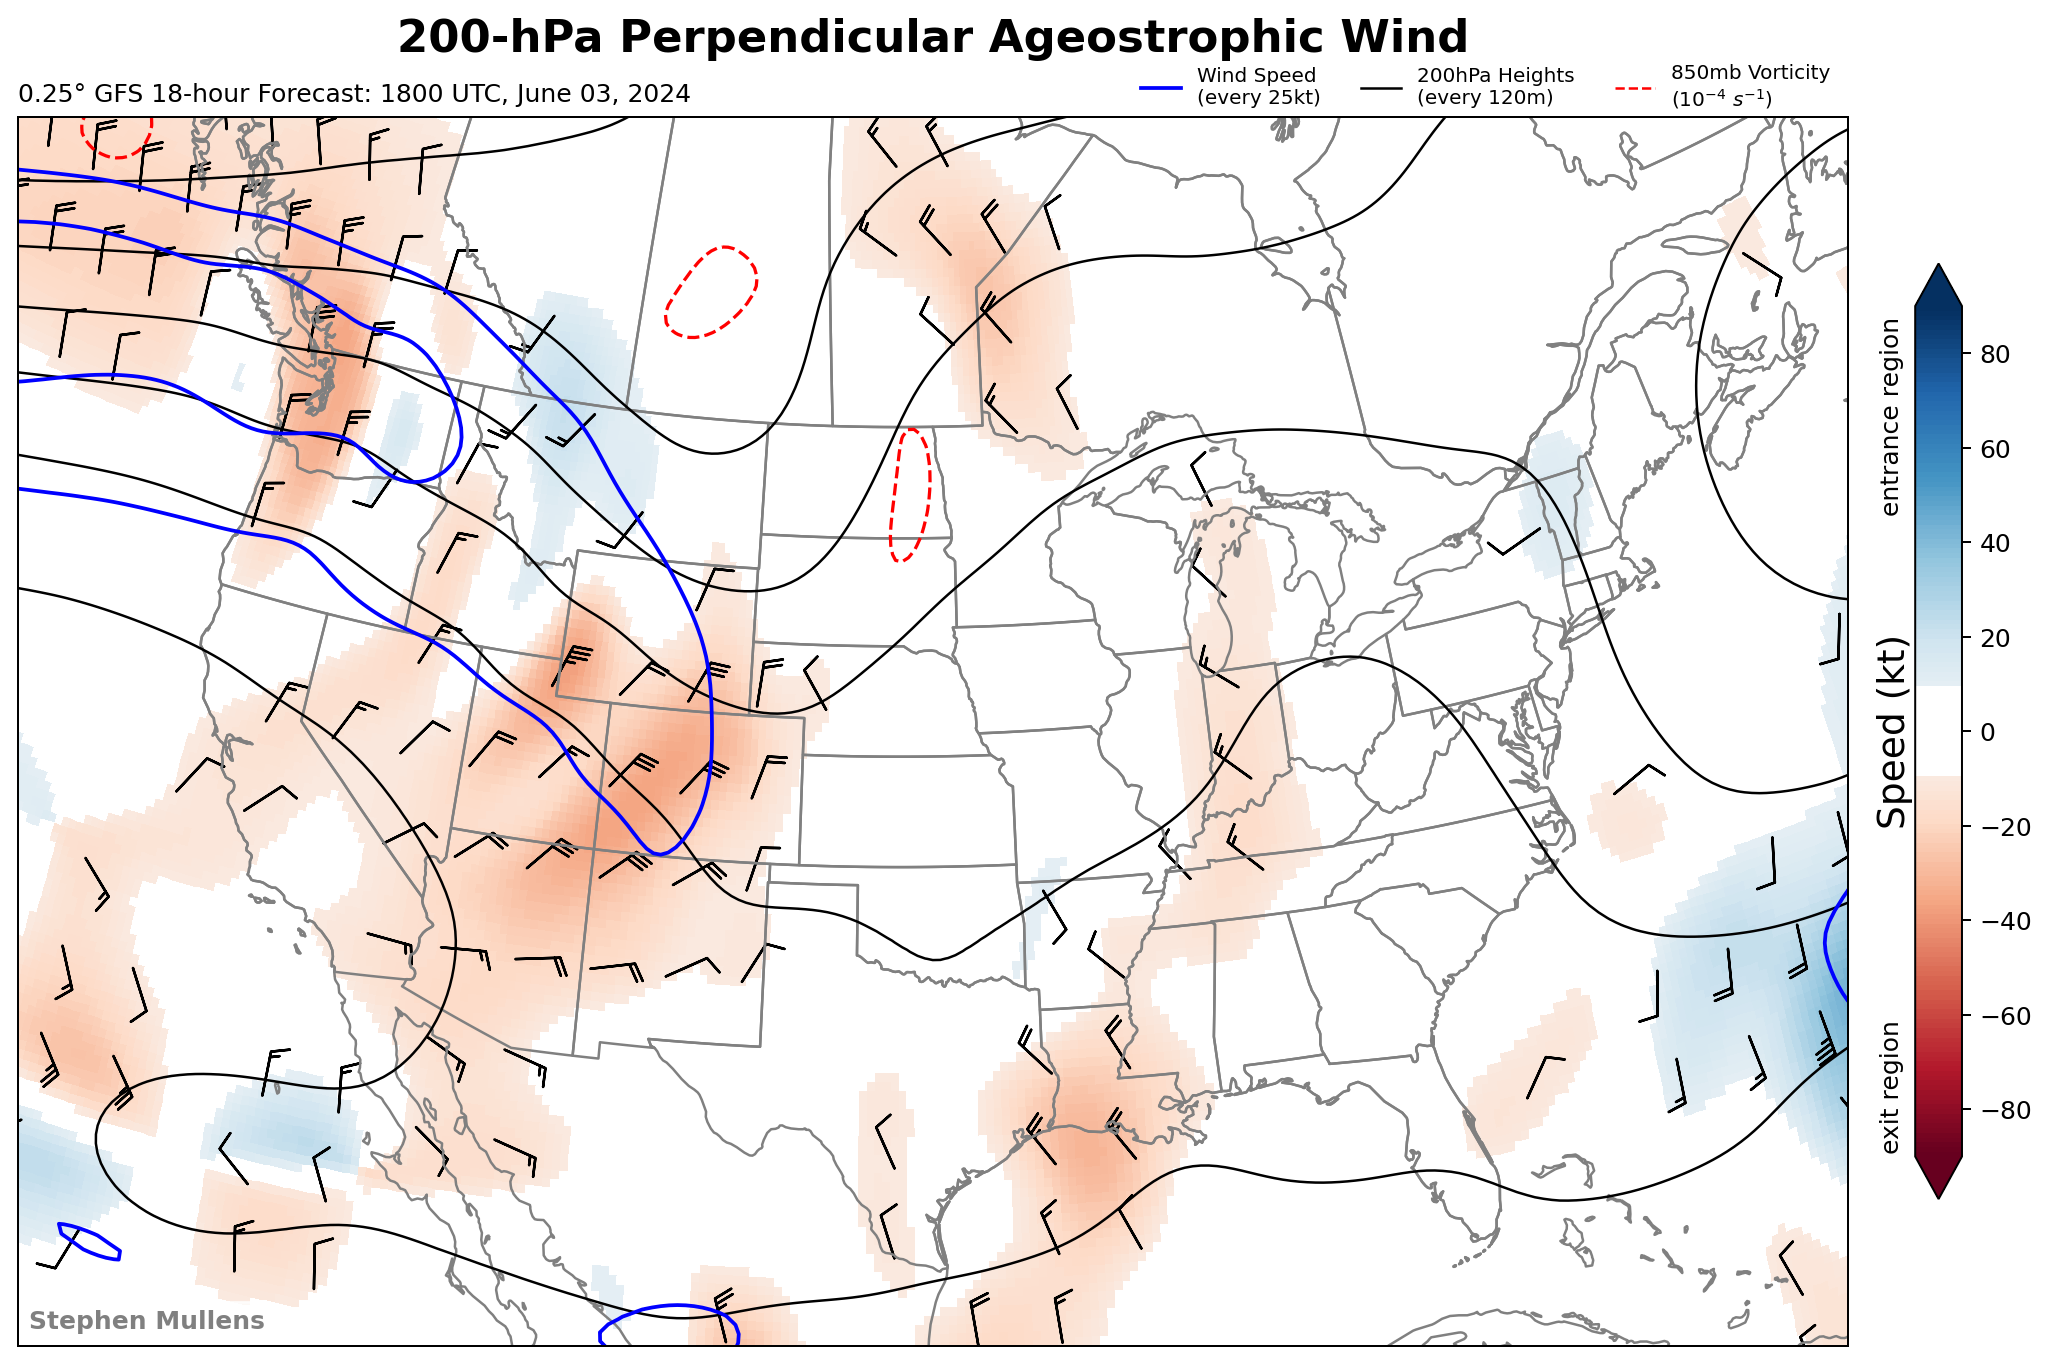 200-hPa Perpendicular Ageostrophic Wind
0.25° GFS 18-hour Forecast: 1800 UTC, June 03, 2024
Wind Speed
(every 25kt)
200hPa Heights
(every 120m)
850mb Vorticity
(10⁻⁴ s⁻¹)
entrance region
Speed (kt)
exit region
80
60
40
20
0
−20
−40
−60
−80
Stephen Mullens